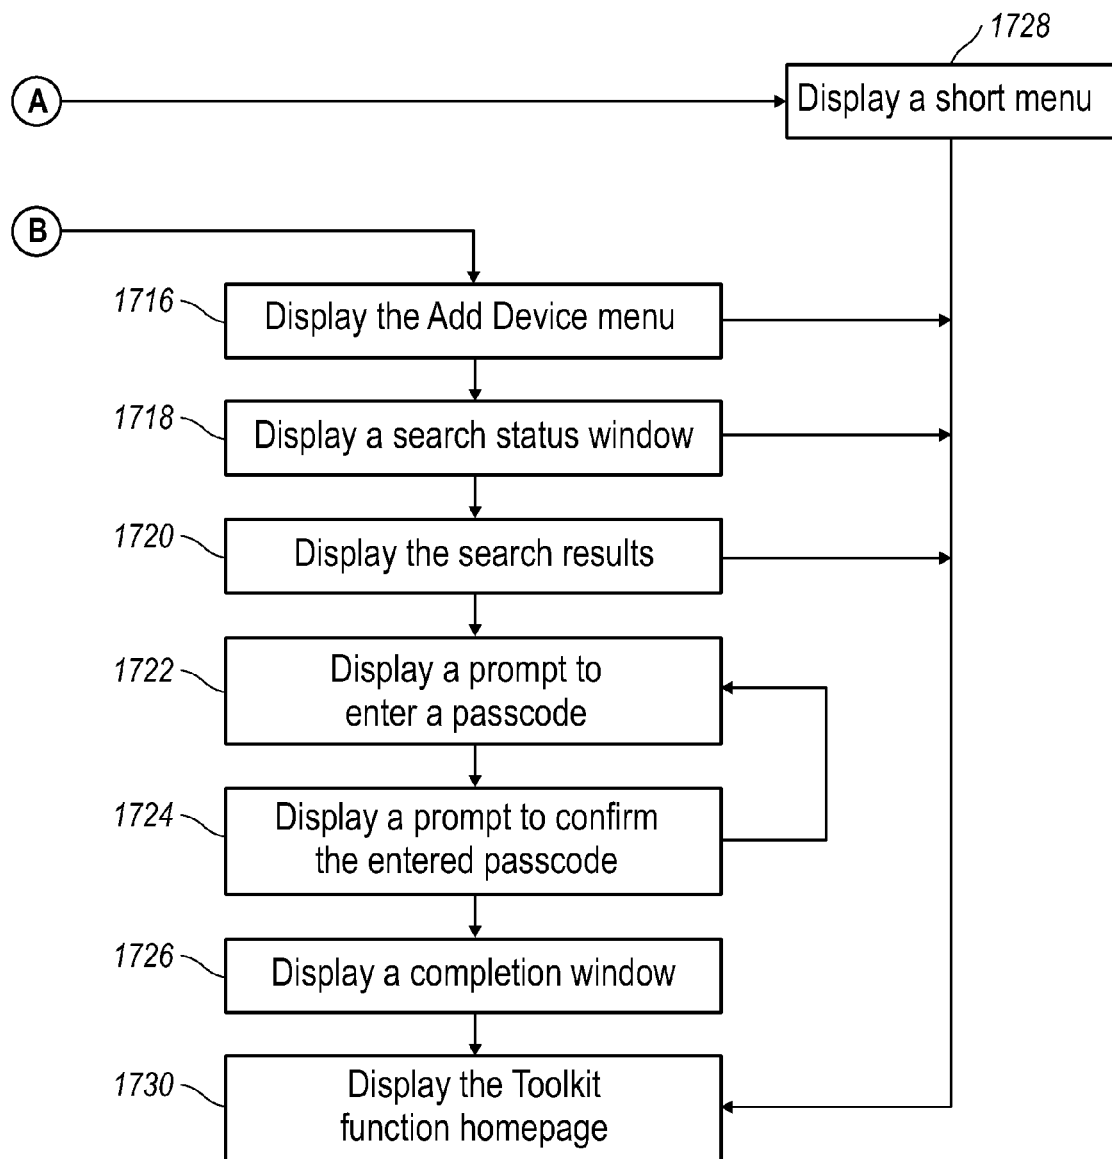 1728
A
Display a short menu
B
1716
Display the Add Device menu
1718
Display a search status window
1720
Display the search results
1722
Display a prompt to
enter a passcode
1724
Display a prompt to confirm
the entered passcode
1726
Display a completion window
1730
Display the Toolkit
function homepage